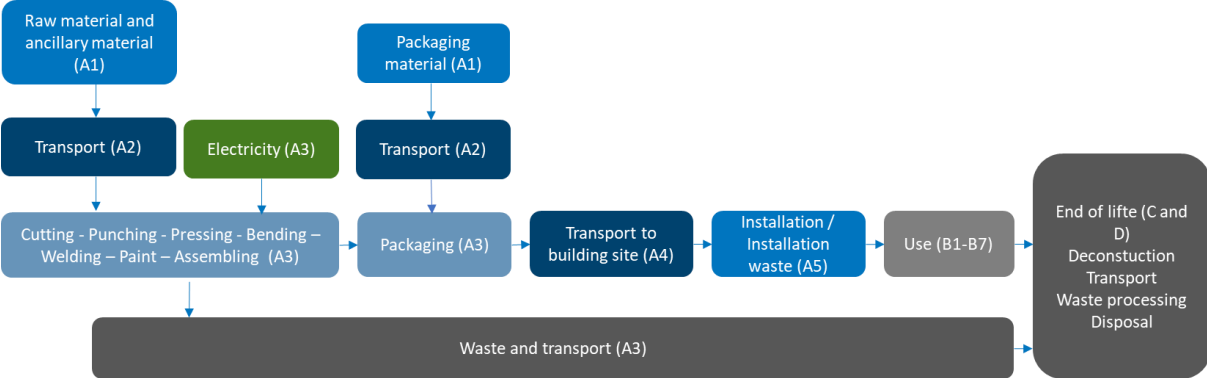 Raw material and
ancillary material
(A1)
Packaging
material (A1)
Transport (A2)
Electricity (A3)
Transport (A2)
Cutting - Punching - Pressing - Bending –
Welding – Paint – Assembling  (A3)
Packaging (A3)
Transport to
building site (A4)
Installation /
Installation
waste (A5)
Use (B1-B7)
End of lifte (C and
D)
Deconstuction
Transport
Waste processing
Disposal
Waste and transport (A3)